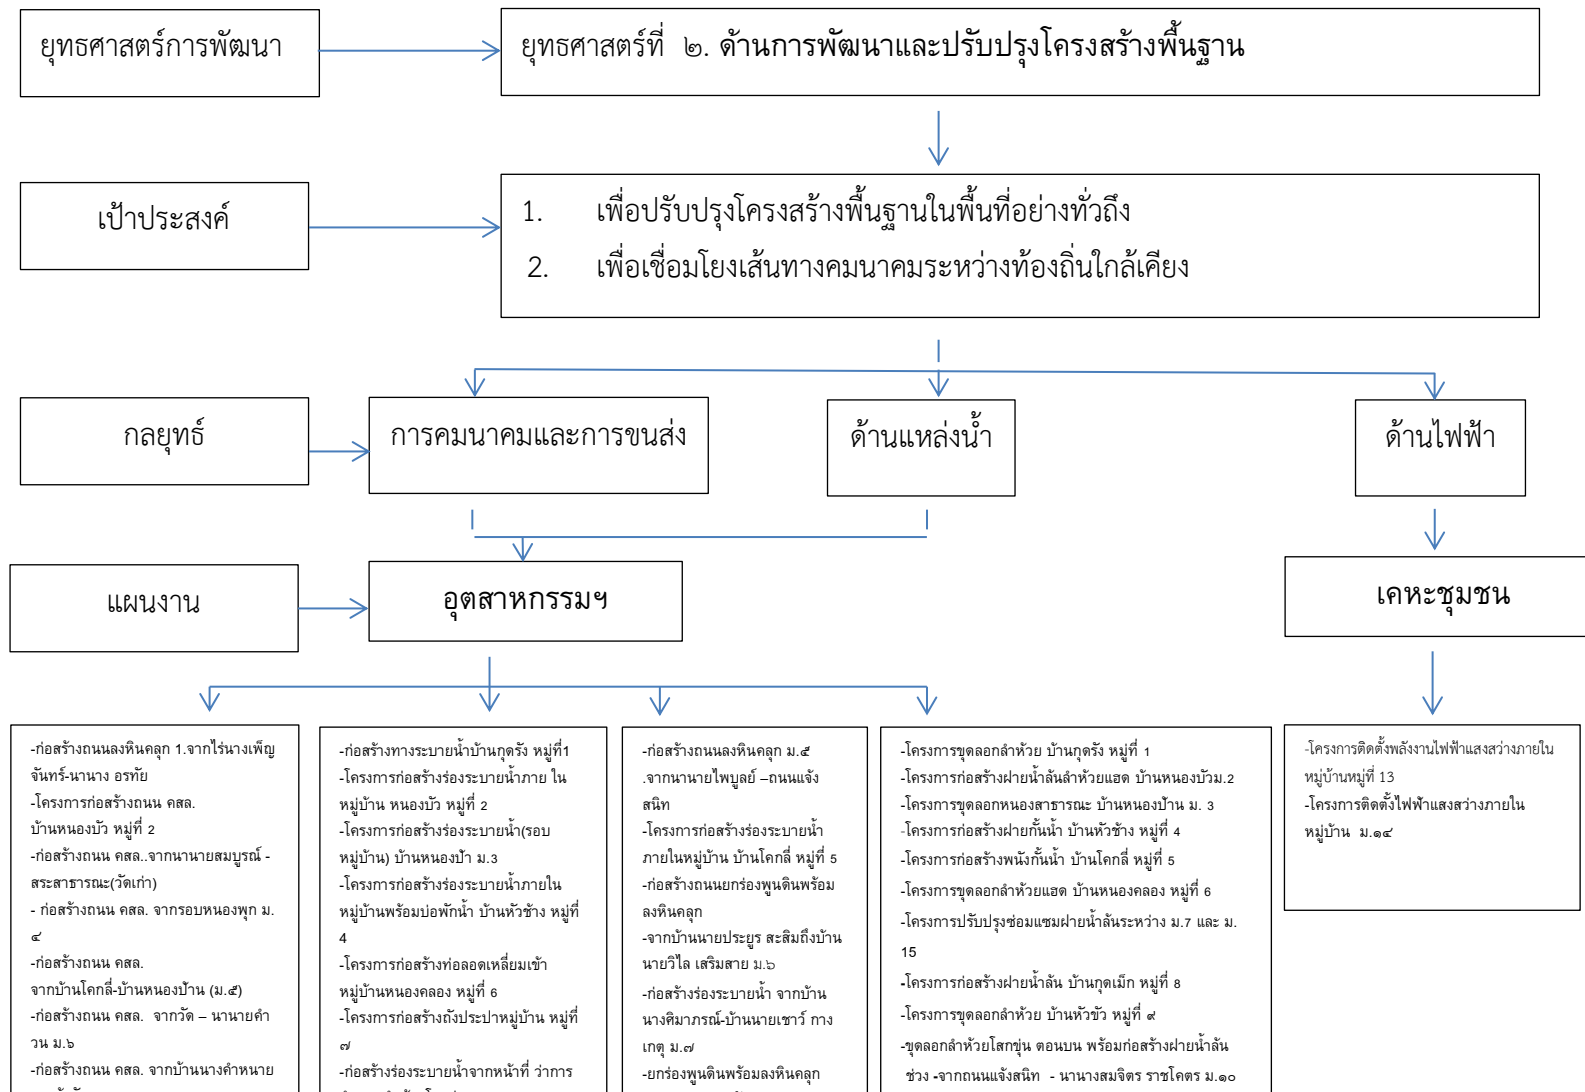 ยุทธศาสตร์การพัฒนา
ยุทธศาสตร์ที่ ๒. ด้านการพัฒนาและปรับปรุงโครงสร้างพื้นฐาน
เป้าประสงค์
1. เพื่อปรับปรุงโครงสร้างพื้นฐานในพื้นที่อย่างทั่วถึง
2. เพื่อเชื่อมโยงเส้นทางคมนาคมระหว่างท้องถิ่นใกล้เคียง
กลยุทธ์
การคมนาคมและการขนส่ง
ด้านแหล่งน้ำ
ด้านไฟฟ้า
แผนงาน
อุตสาหกรรมฯ
เคหะชุมชน
-ก่อสร้างถนนลงหินคลุก 1.จากไร่นางเพ็ญ
จันทร์-นานาง อรทัย
-โครงการก่อสร้างถนน คสล.
บ้านหนองบัว หมู่ที่ 2
-ก่อสร้างถนน คสล..จากนานายสมบูรณ์ -
สระสาธารณะ(วัดเก่า)
- ก่อสร้างถนน คสล. จากรอบหนองพุก ม.
๔
-ก่อสร้างถนน คสล.
จากบ้านโคกลี่-บ้านหนองป้าน (ม.๕)
-ก่อสร้างถนน คสล. จากวัด – นานายคำ
วน ม.๖
-ก่อสร้างถนน คสล. จากบ้านนางคำหนาย
-ก่อสร้างทางระบายน้ำบ้านกุดรัง หมู่ที่1
-โครงการก่อสร้างร่องระบายน้ำภาย ใน
หมู่บ้าน หนองบัว หมู่ที่ 2
-โครงการก่อสร้างร่องระบายน้ำ(รอบ
หมู่บ้าน) บ้านหนองป้า ม.3
-โครงการก่อสร้างร่องระบายน้ำภายใน
หมู่บ้านพร้อมบ่อพักน้ำ บ้านหัวช้าง หมู่ที่
4
-โครงการก่อสร้างท่อลอดเหลี่ยมเข้า
หมู่บ้านหนองคลอง หมู่ที่ 6
-โครงการก่อสร้างถังประปาหมู่บ้าน หมู่ที่
๗
-ก่อสร้างร่องระบายน้ำจากหน้าที่ ว่าการ
-ก่อสร้างถนนลงหินคลุก ม.๕
.จากนานายไพบูลย์ –ถนนแจ้ง
สนิท
-โครงการก่อสร้างร่องระบายน้ำ
ภายในหมู่บ้าน บ้านโคกลี่ หมู่ที่ 5
-ก่อสร้างถนนยกร่องพูนดินพร้อม
ลงหินคลุก
-จากบ้านนายประยูร สะสิมถึงบ้าน
นายวิไล เสริมสาย ม.๖
-ก่อสร้างร่องระบายน้ำ จากบ้าน
นางศิมาภรณ์-บ้านนายเชาว์ กาง
เกตุ ม.๗
-ยกร่องพูนดินพร้อมลงหินคลุก
-โครงการขุดลอกลำห้วย บ้านกุดรัง หมู่ที่ 1
-โครงการก่อสร้างฝายน้ำล้นลำห้วยแฮด บ้านหนองบัวม.2
-โครงการขุดลอกหนองสาธารณะ บ้านหนองป้าน ม. 3
-โครงการก่อสร้างฝายกั้นน้ำ บ้านหัวช้าง หมู่ที่ 4
-โครงการก่อสร้างพนังกั้นน้ำ บ้านโคกลี่ หมู่ที่ 5
-โครงการขุดลอกลำห้วยแฮด บ้านหนองคลอง หมู่ที่ 6
-โครงการปรับปรุงซ่อมแซมฝายน้ำล้นระหว่าง ม.7 และ ม.
15
-โครงการก่อสร้างฝายน้ำล้น บ้านกุดเม็ก หมู่ที่ 8
-โครงการขุดลอกลำห้วย บ้านหัวขัว หมู่ที่ ๙
-ขุดลอกลำห้วยโสกขุ่น ตอนบน พร้อมก่อสร้างฝายน้ำล้น
ช่วง -จากถนนแจ้งสนิท - นานางสมจิตร ราชโคตร ม.๑๐
-โครงการติดตั้งพลังงานไฟฟ้าแสงสว่างภายใน
หมู่บ้านหมู่ที่ 13
-โครงการติดตั้งไฟฟ้าแสงสว่างภายใน
หมู่บ้าน ม.๑๔